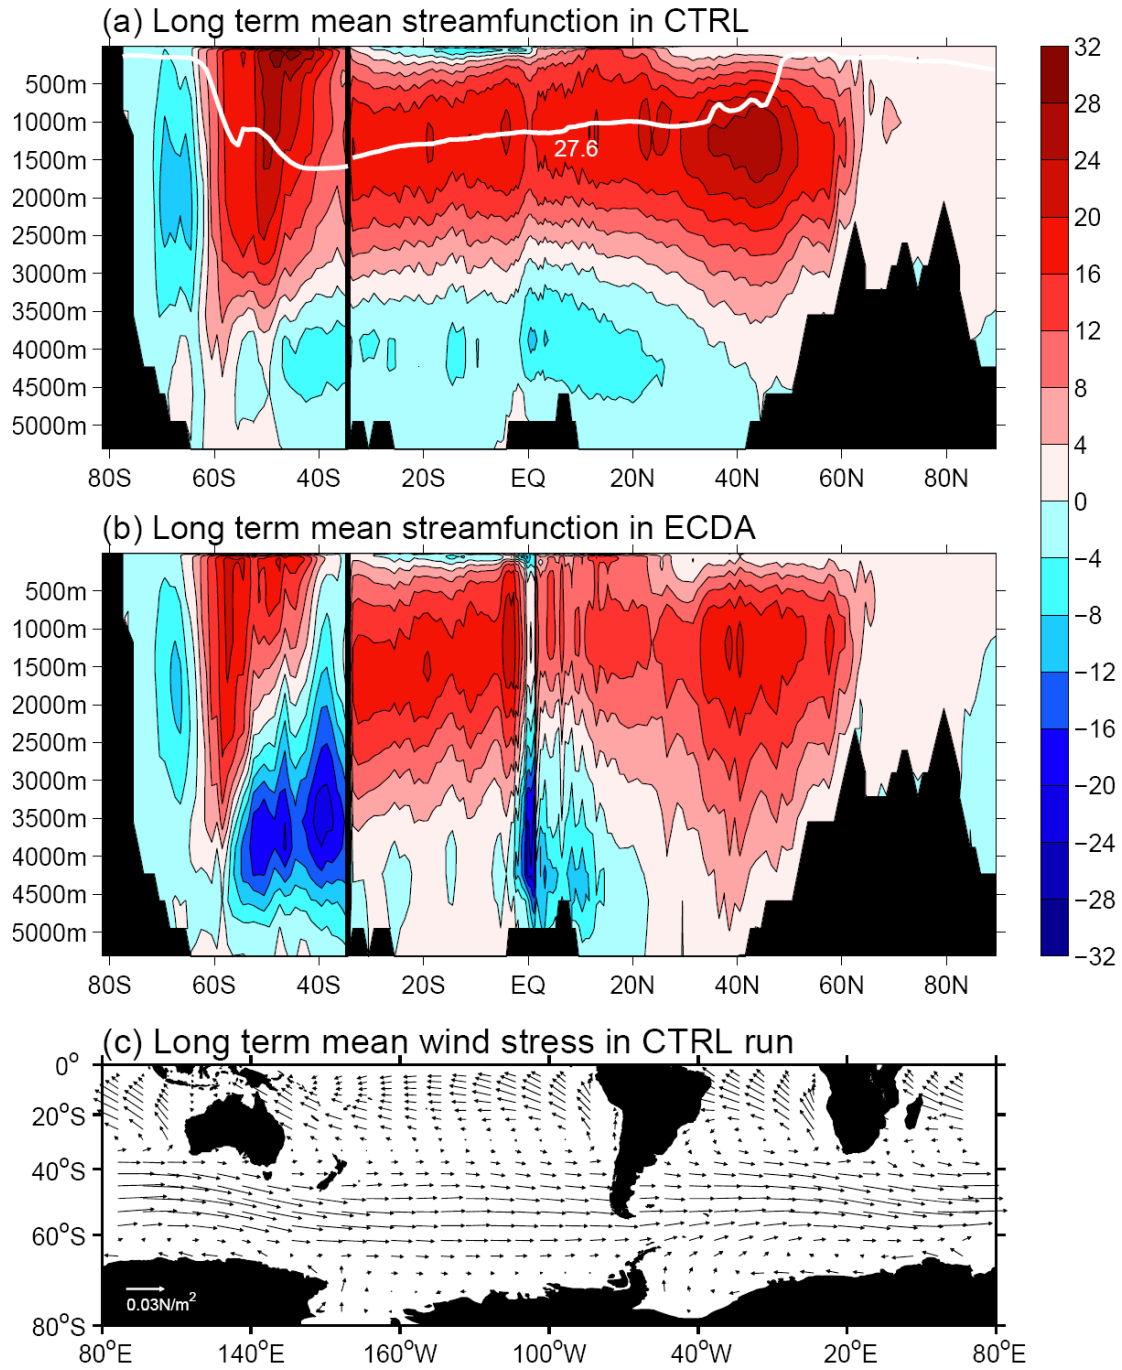 (a) Long term mean streamfunction in CTRL
500m
1000m
1500m
2000m
2500m
3000m
3500m
4000m
4500m
5000m
27.6
80S 60S 40S 20S EQ 20N 40N 60N 80N
32
28
24
20
16
12
8
4
0
−4
−8
−12
−16
−20
−24
−28
−32
(b) Long term mean streamfunction in ECDA
500m
1000m
1500m
2000m
2500m
3000m
3500m
4000m
4500m
5000m
80S 60S 40S 20S EQ 20N 40N 60N 80N
(c) Long term mean wind stress in CTRL run
0°
20°S
40°S
60°S
80°S
0.03N/m²
80°E 140°E 160°W 100°W 40°W 20°E 80°E